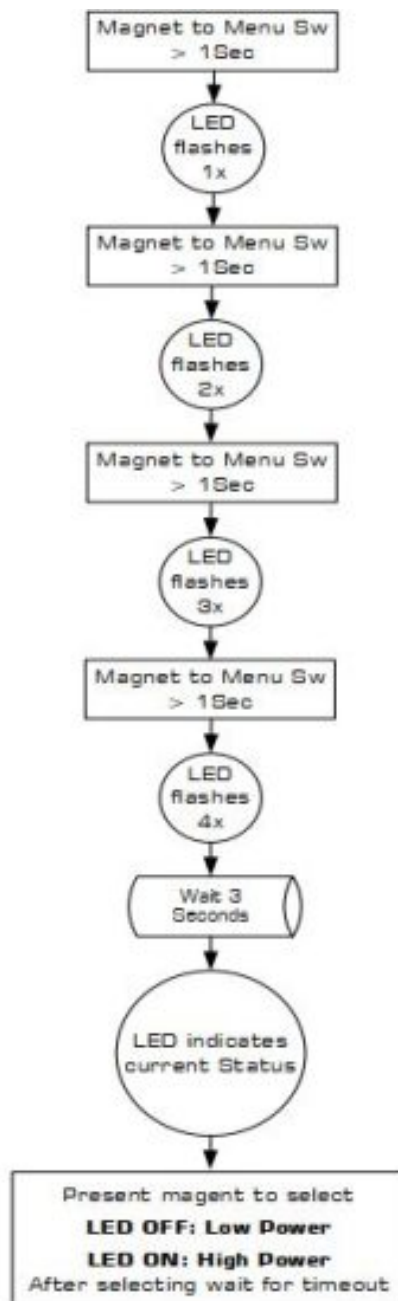 Magnet to Menu Sw
> 1Sec
LED
flashes
1x
Magnet to Menu Sw
> 1Sec
LED
flashes
2x
Magnet to Menu Sw
> 1Sec
LED
flashes
3x
Magnet to Menu Sw
> 1Sec
LED
flashes
4x
Wait 3
Seconds
LED indicates
current Status
Present magent to select
LED OFF: Low Power
LED ON: High Power
After selecting wait for timeout